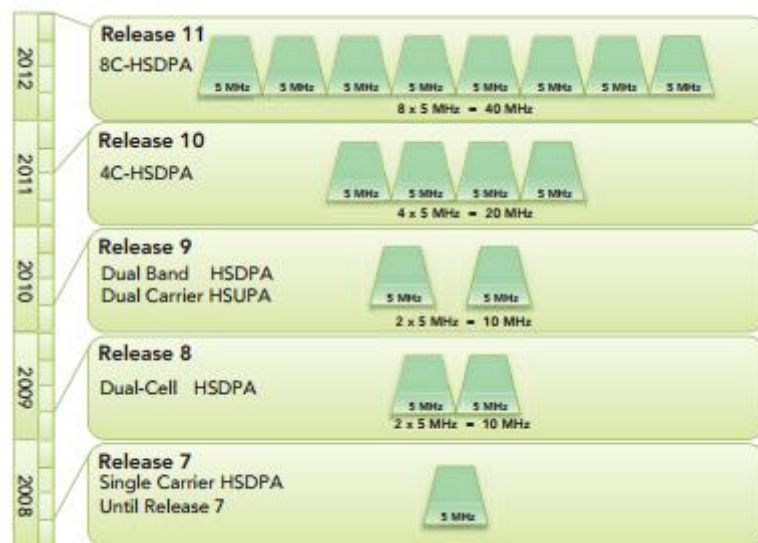 2012
Release 11
8C-HSDPA
5 MHz 5 MHz 5 MHz 5 MHz 5 MHz 5 MHz 5 MHz 5 MHz
8 x 5 MHz = 40 MHz
2011
Release 10
4C-HSDPA
5 MHz 5 MHz 5 MHz 5 MHz
4 x 5 MHz = 20 MHz
2010
Release 9
Dual Band HSDPA
Dual Carrier HSUPA
5 MHz 5 MHz
2 x 5 MHz = 10 MHz
2009
Release 8
Dual-Cell HSDPA
5 MHz 5 MHz
2 x 5 MHz = 10 MHz
2008
Release 7
Single Carrier HSDPA
Until Release 7
5 MHz